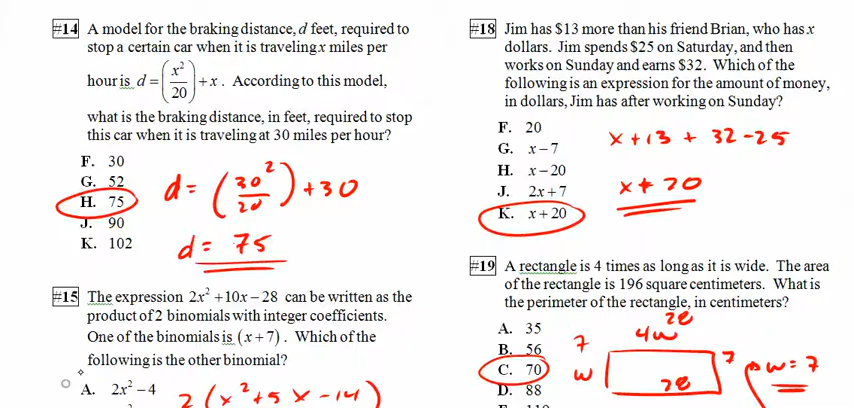 #14 A model for the braking distance, d feet, required to
stop a certain car when it is traveling x miles per
hour is d = (x²/20) + x. According to this model,
what is the braking distance, in feet, required to stop
this car when it is traveling at 30 miles per hour?
F. 30
G. 52
H. 75
J. 90
K. 102
d = (30²/20) + 30
d = 75
#15 The expression 2x² + 10x − 28 can be written as the
product of 2 binomials with integer coefficients.
One of the binomials is (x + 7). Which of the
following is the other binomial?
A. 2x² − 4
2 (x² + 5x − 14)
#18 Jim has $13 more than his friend Brian, who has x
dollars. Jim spends $25 on Saturday, and then
works on Sunday and earns $32. Which of the
following is an expression for the amount of money,
in dollars, Jim has after working on Sunday?
F. 20
G. x − 7
H. x − 20
J. 2x + 7
K. x + 20
x + 13 + 32 - 25
x + 20
#19 A rectangle is 4 times as long as it is wide. The area
of the rectangle is 196 square centimeters. What is
the perimeter of the rectangle, in centimeters?
A. 35
B. 56
C. 70
D. 88
28
4w
7
w
7
28
w = 7